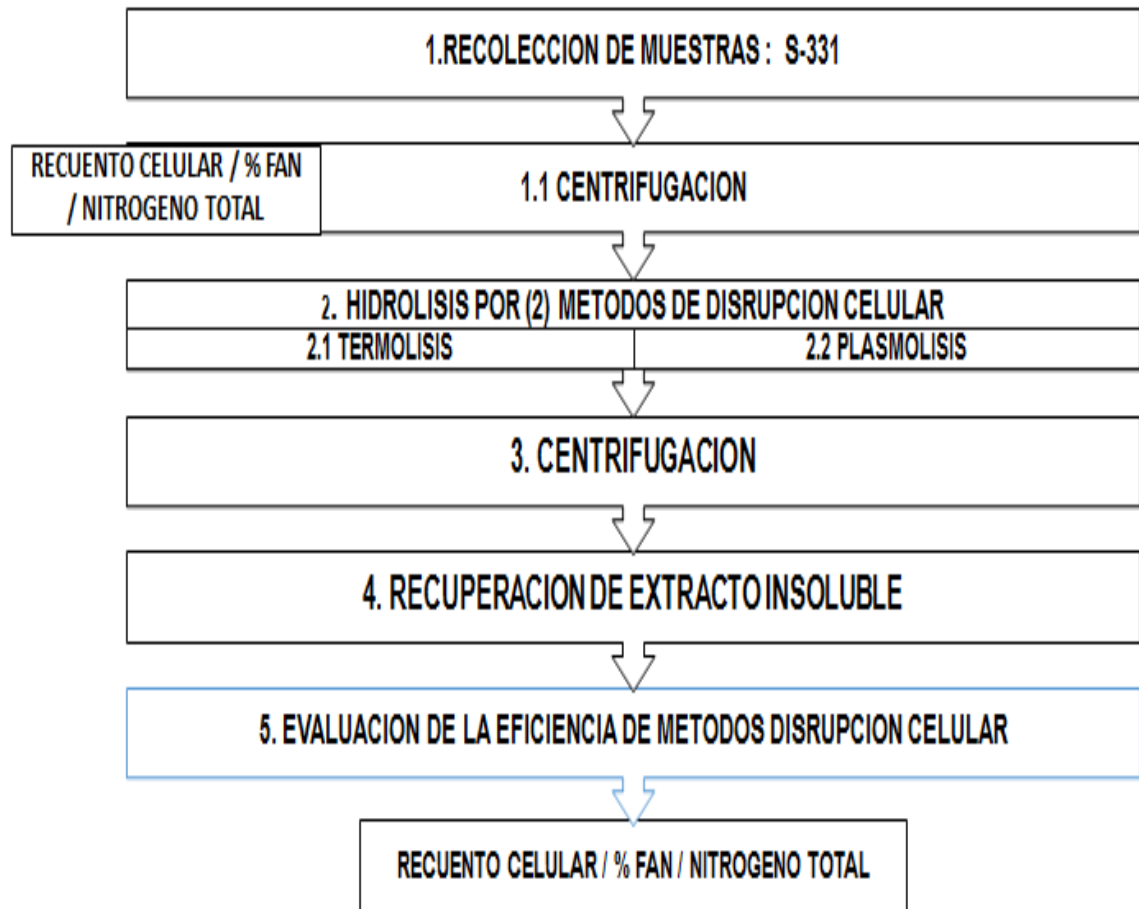 1.RECOLECCION DE MUESTRAS : S-331
RECUENTO CELULAR / % FAN
/ NITROGENO TOTAL
1.1 CENTRIFUGACION
2. HIDROLISIS POR (2) METODOS DE DISRUPCION CELULAR
2.1 TERMOLISIS
2.2 PLASMOLISIS
3. CENTRIFUGACION
4. RECUPERACION DE EXTRACTO INSOLUBLE
5. EVALUACION DE LA EFICIENCIA DE METODOS DISRUPCION CELULAR
RECUENTO CELULAR / % FAN / NITROGENO TOTAL